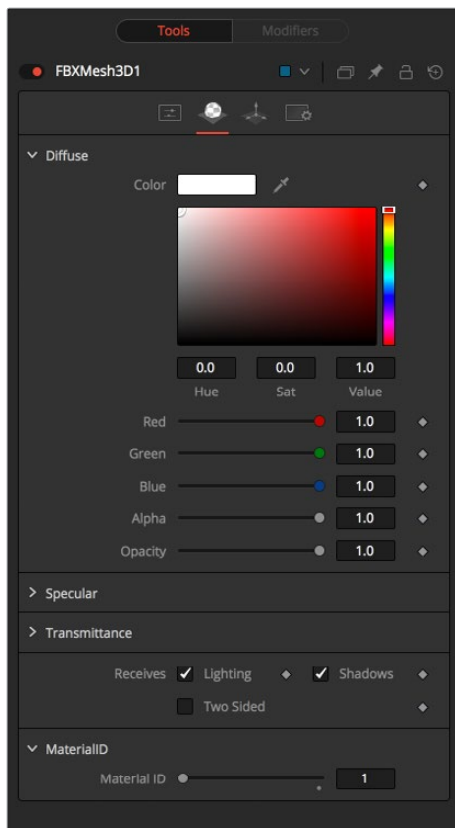 Tools Modifiers
FBXMesh3D1
Diffuse
Color
0.0 0.0 1.0
Hue Sat Value
Red 1.0
Green 1.0
Blue 1.0
Alpha 1.0
Opacity 1.0
Specular
Transmittance
Receives Lighting Shadows
Two Sided
MaterialID
Material ID 1